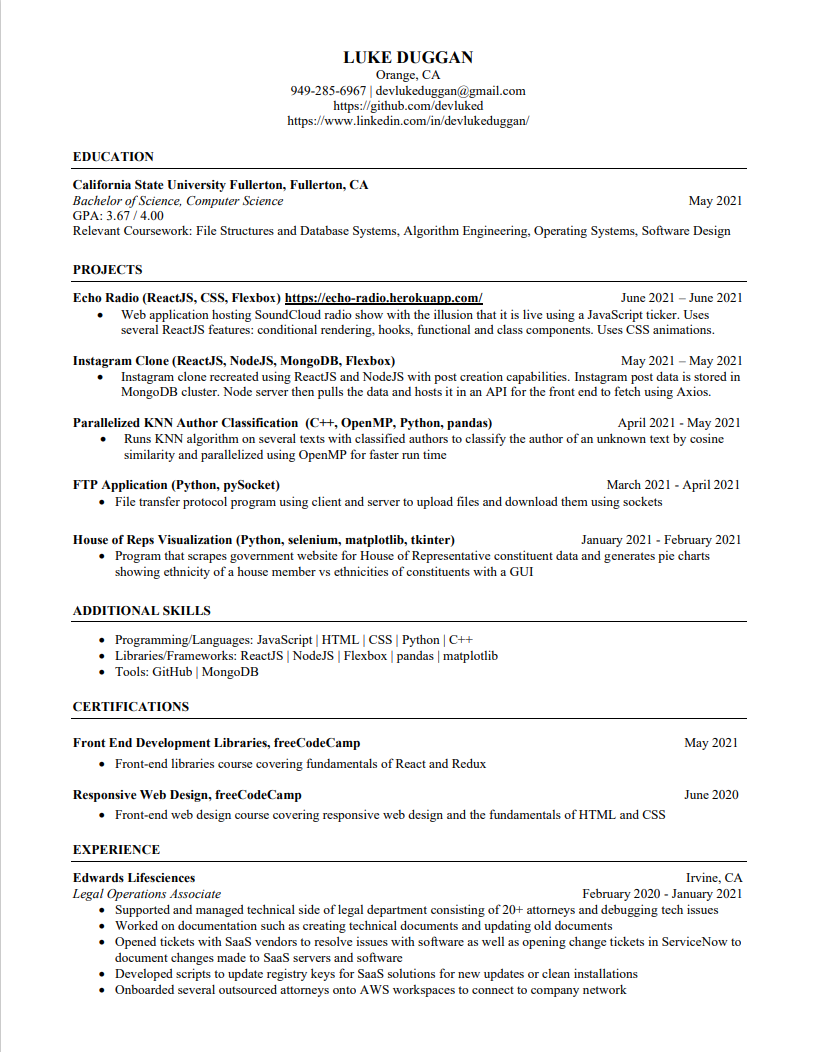 LUKE DUGGAN
Orange, CA
949-285-6967 | devlukeduggan@gmail.com
https://github.com/devluked
https://www.linkedin.com/in/devlukeduggan/
EDUCATION
California State University Fullerton, Fullerton, CA
Bachelor of Science, Computer Science May 2021
GPA: 3.67 / 4.00
Relevant Coursework: File Structures and Database Systems, Algorithm Engineering, Operating Systems, Software Design
PROJECTS
Echo Radio (ReactJS, CSS, Flexbox) https://echo-radio.herokuapp.com/ June 2021 – June 2021
• Web application hosting SoundCloud radio show with the illusion that it is live using a JavaScript ticker. Uses
several ReactJS features: conditional rendering, hooks, functional and class components. Uses CSS animations.
Instagram Clone (ReactJS, NodeJS, MongoDB, Flexbox) May 2021 – May 2021
• Instagram clone recreated using ReactJS and NodeJS with post creation capabilities. Instagram post data is stored in
MongoDB cluster. Node server then pulls the data and hosts it in an API for the front end to fetch using Axios.
Parallelized KNN Author Classification (C++, OpenMP, Python, pandas) April 2021 - May 2021
• Runs KNN algorithm on several texts with classified authors to classify the author of an unknown text by cosine
similarity and parallelized using OpenMP for faster run time
FTP Application (Python, pySocket) March 2021 - April 2021
• File transfer protocol program using client and server to upload files and download them using sockets
House of Reps Visualization (Python, selenium, matplotlib, tkinter) January 2021 - February 2021
• Program that scrapes government website for House of Representative constituent data and generates pie charts
showing ethnicity of a house member vs ethnicities of constituents with a GUI
ADDITIONAL SKILLS
• Programming/Languages: JavaScript | HTML | CSS | Python | C++
• Libraries/Frameworks: ReactJS | NodeJS | Flexbox | pandas | matplotlib
• Tools: GitHub | MongoDB
CERTIFICATIONS
Front End Development Libraries, freeCodeCamp May 2021
• Front-end libraries course covering fundamentals of React and Redux
Responsive Web Design, freeCodeCamp June 2020
• Front-end web design course covering responsive web design and the fundamentals of HTML and CSS
EXPERIENCE
Edwards Lifesciences Irvine, CA
Legal Operations Associate February 2020 - January 2021
• Supported and managed technical side of legal department consisting of 20+ attorneys and debugging tech issues
• Worked on documentation such as creating technical documents and updating old documents
• Opened tickets with SaaS vendors to resolve issues with software as well as opening change tickets in ServiceNow to
document changes made to SaaS servers and software
• Developed scripts to update registry keys for SaaS solutions for new updates or clean installations
• Onboarded several outsourced attorneys onto AWS workspaces to connect to company network